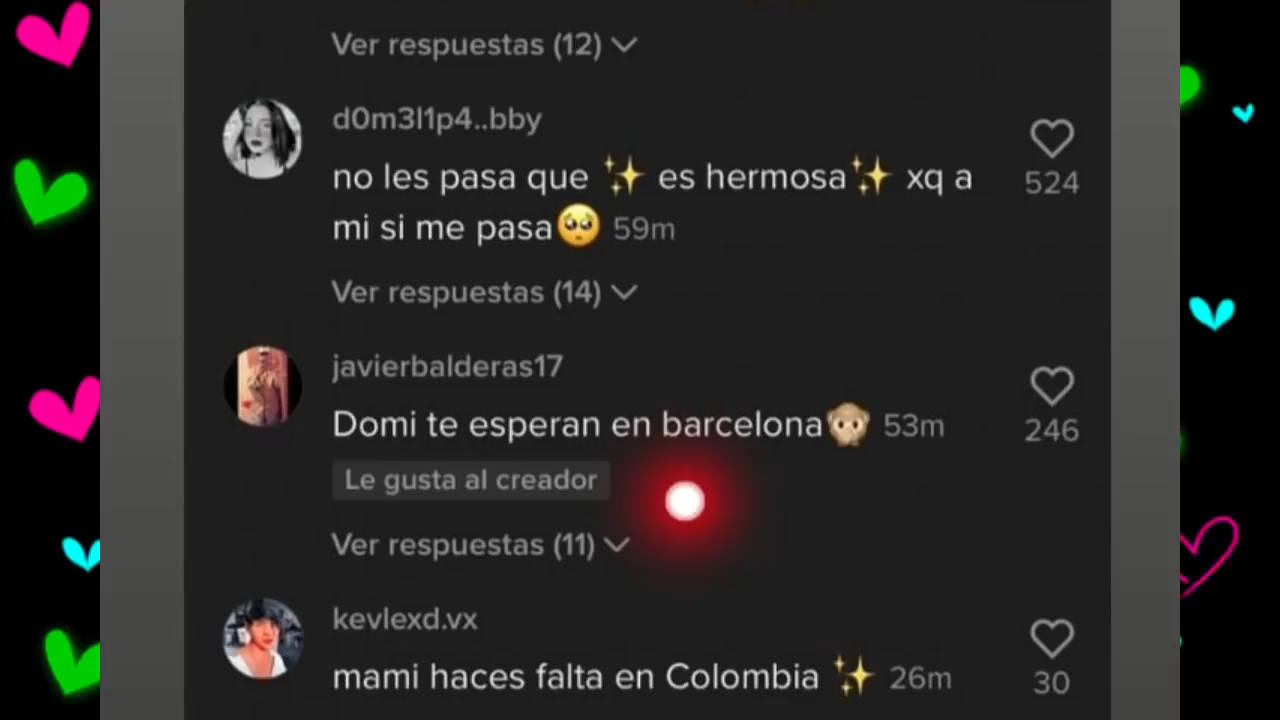 Ver respuestas (12)
d0m3l1p4..bby
no les pasa que ✨ es hermosa✨ xq a
mi si me pasa🥺 59m
524
Ver respuestas (14)
javierbalderas17
Domi te esperan en barcelona🙊 53m
246
Le gusta al creador
Ver respuestas (11)
kevlexd.vx
mami haces falta en Colombia ✨ 26m
30